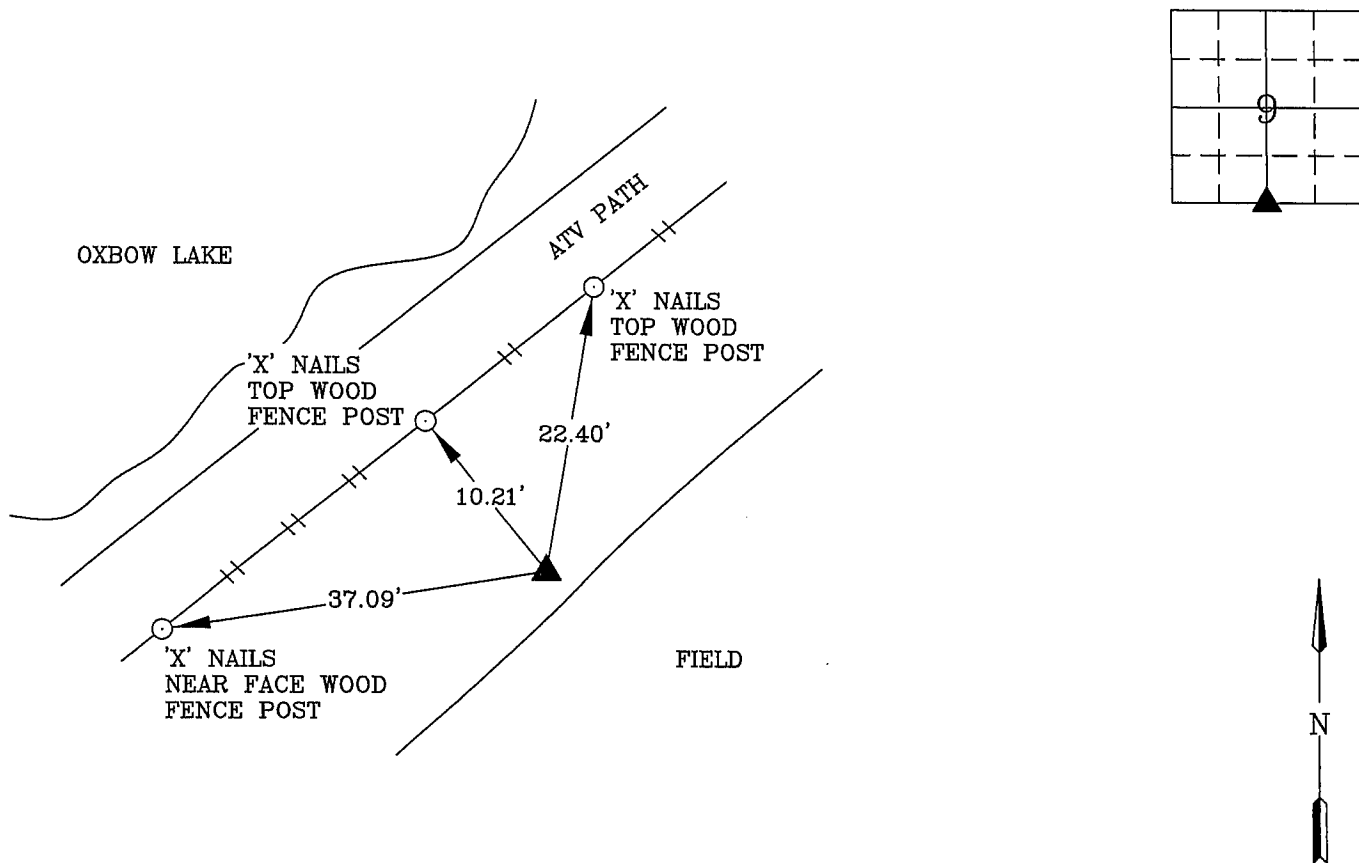 9
ATV PATH
OXBOW LAKE
'X' NAILS
TOP WOOD
FENCE POST
'X' NAILS
TOP WOOD
FENCE POST
22.40'
10.21'
37.09'
'X' NAILS
NEAR FACE WOOD
FENCE POST
FIELD
N